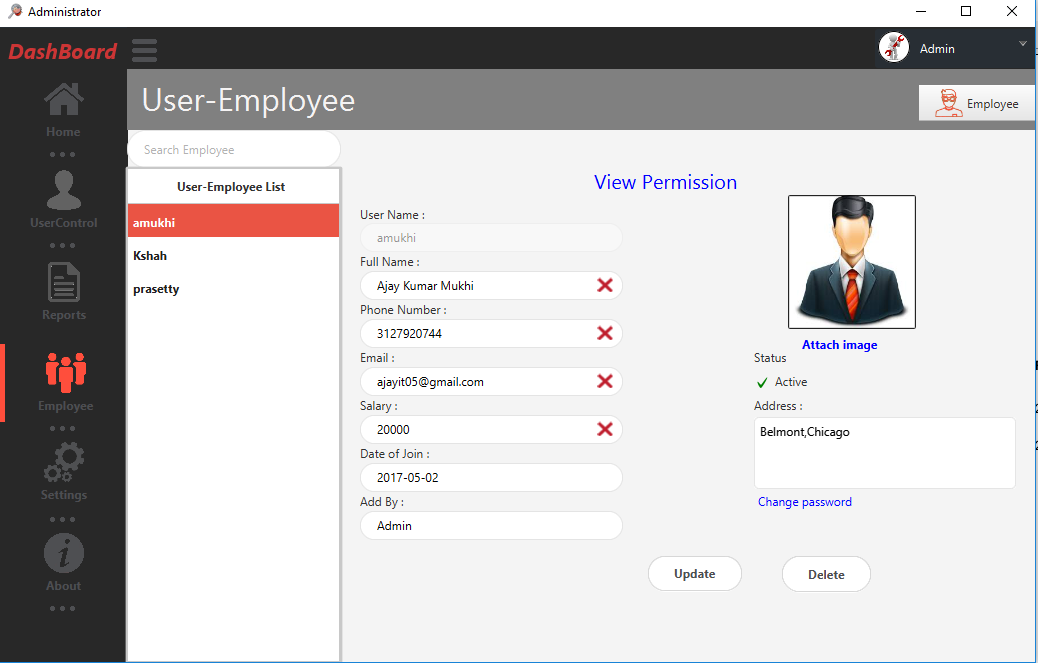 Administrator
DashBoard
Admin
User-Employee
Employee
Home
UserControl
Reports
Employee
Settings
About
Search Employee
User-Employee List
amukhi
Kshah
prasetty
View Permission
User Name :
amukhi
Full Name :
Ajay Kumar Mukhi
Phone Number :
3127920744
Email :
ajayit05@gmail.com
Salary :
20000
Date of Join :
2017-05-02
Add By :
Admin
Attach image
Status
Active
Address :
Belmont,Chicago
Change password
Update
Delete